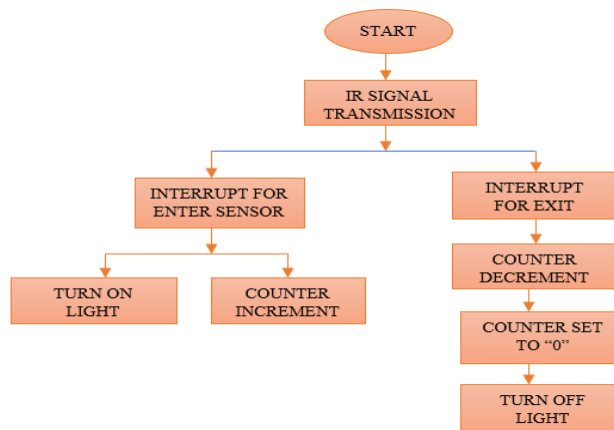 START
IR SIGNAL
TRANSMISSION
INTERRUPT FOR
ENTER SENSOR
INTERRUPT
FOR EXIT
TURN ON
LIGHT
COUNTER
INCREMENT
COUNTER
DECREMENT
COUNTER SET
TO “0”
TURN OFF
LIGHT